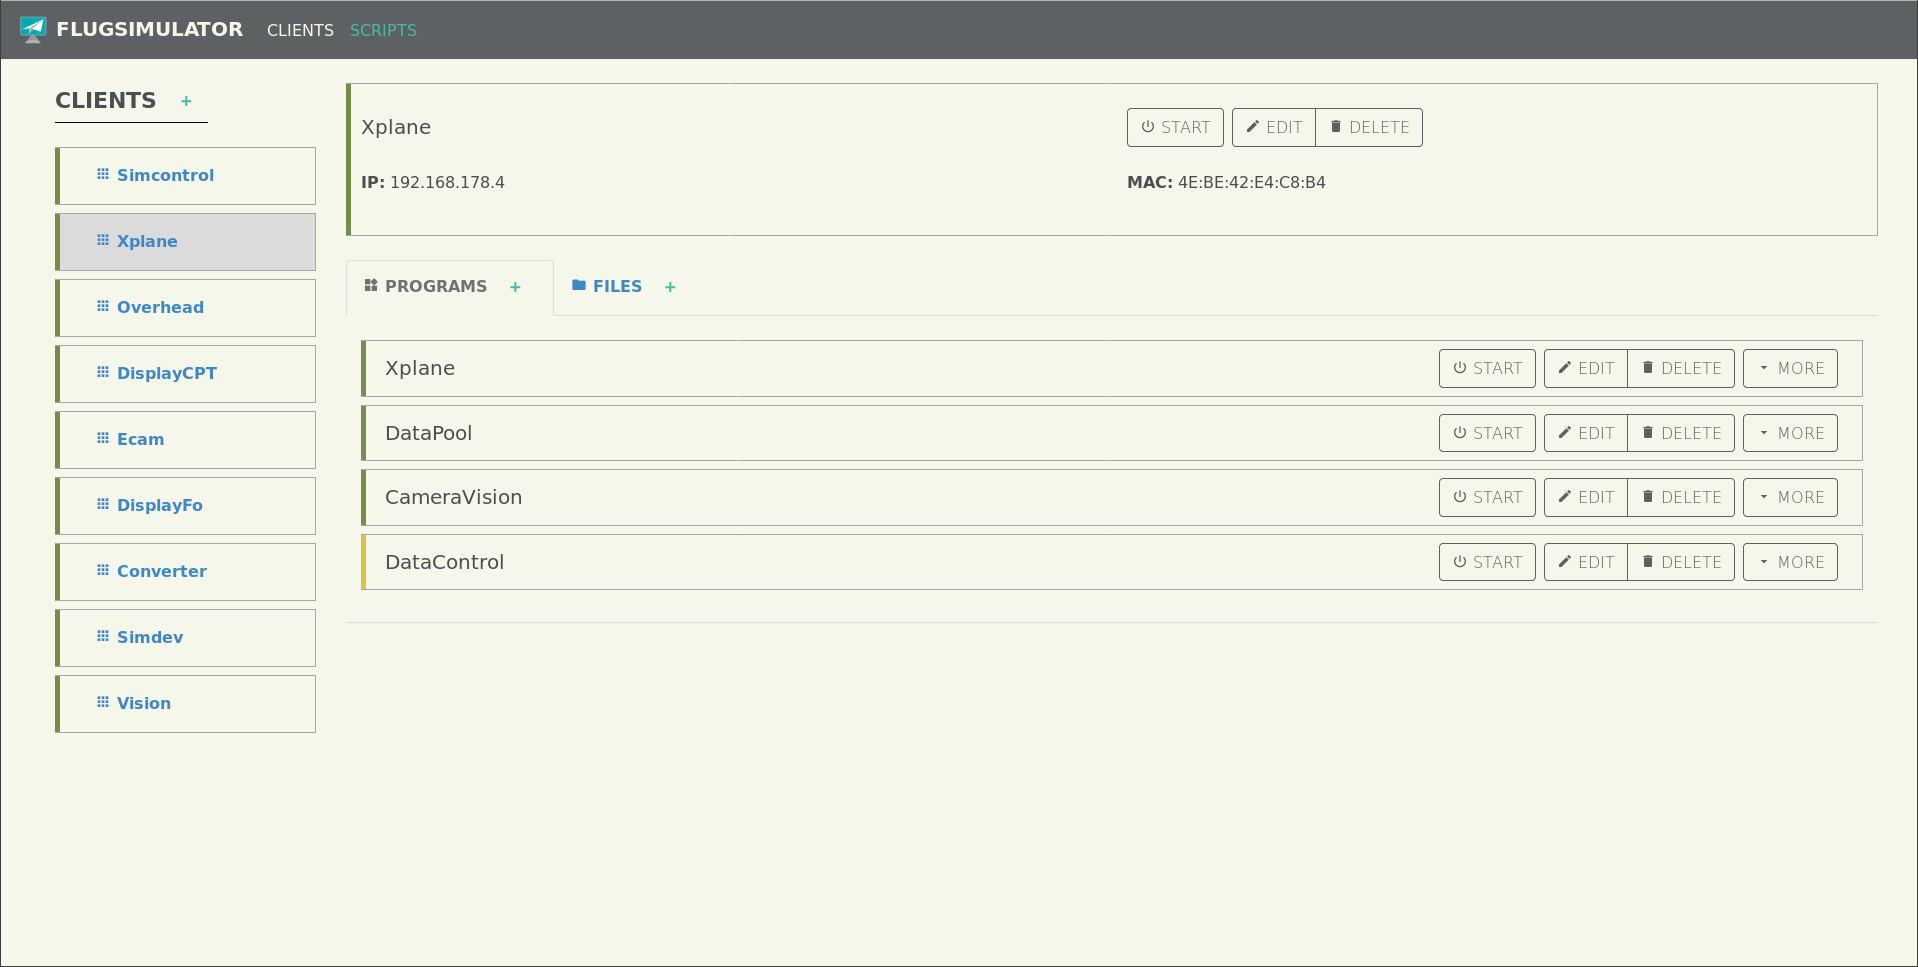 FLUGSIMULATOR CLIENTS SCRIPTS
CLIENTS +
Simcontrol
Xplane
Overhead
DisplayCPT
Ecam
DisplayFo
Converter
Simdev
Vision
Xplane START EDIT DELETE
IP: 192.168.178.4 MAC: 4E:BE:42:E4:C8:B4
PROGRAMS + FILES +
Xplane START EDIT DELETE MORE
DataPool START EDIT DELETE MORE
CameraVision START EDIT DELETE MORE
DataControl START EDIT DELETE MORE